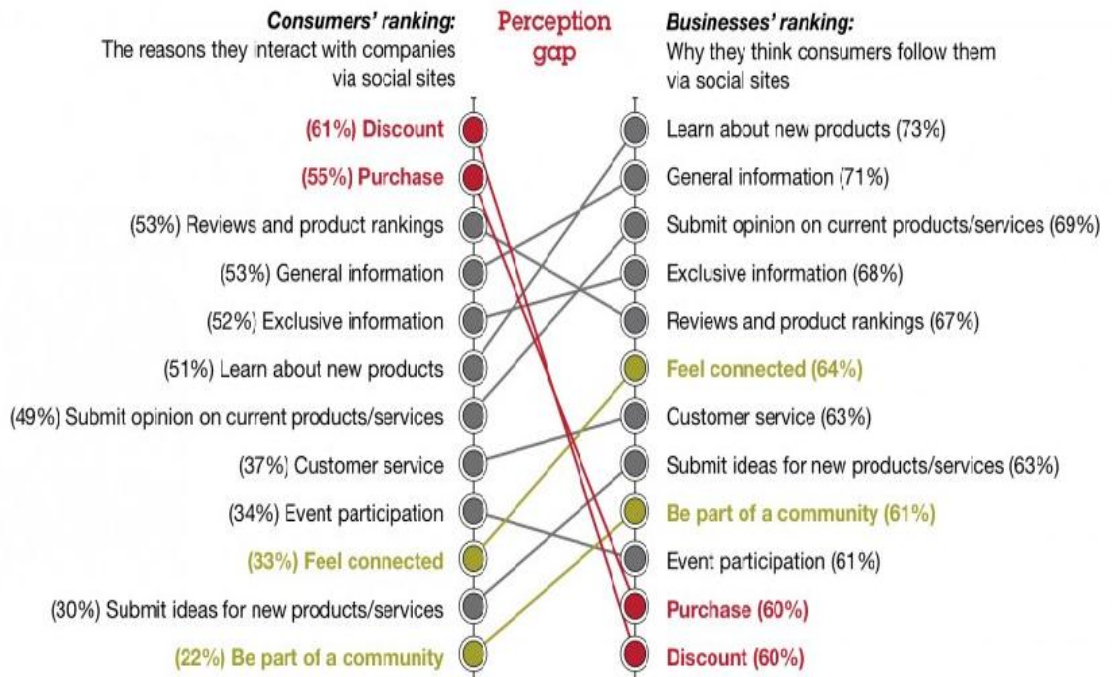 Consumers' ranking:
The reasons they interact with companies
via social sites
Perception
gap
Businesses' ranking:
Why they think consumers follow them
via social sites
(61%) Discount
(55%) Purchase
(53%) Reviews and product rankings
(53%) General information
(52%) Exclusive information
(51%) Learn about new products
(49%) Submit opinion on current products/services
(37%) Customer service
(34%) Event participation
(33%) Feel connected
(30%) Submit ideas for new products/services
(22%) Be part of a community
Learn about new products (73%)
General information (71%)
Submit opinion on current products/services (69%)
Exclusive information (68%)
Reviews and product rankings (67%)
Feel connected (64%)
Customer service (63%)
Submit ideas for new products/services (63%)
Be part of a community (61%)
Event participation (61%)
Purchase (60%)
Discount (60%)